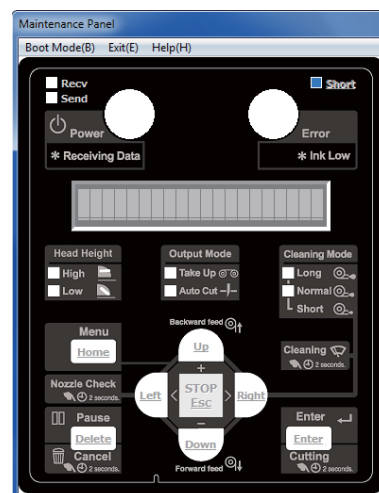 Maintenance Panel
Boot Mode(B) Exit(E) Help(H)
Recv
Send
Short
Power
Error
* Receiving Data
* Ink Low
Head Height
High
Low
Output Mode
Take Up
Auto Cut
Cleaning Mode
Long
Normal
Short
Backward feed
Menu
Home
Up
Cleaning
2 seconds.
Nozzle Check
2 seconds.
Left
+
<
STOP
Esc
>
−
Right
Pause
Delete
Cancel
2 seconds.
Down
Forward feed
Enter
Enter
Cutting
2 seconds.